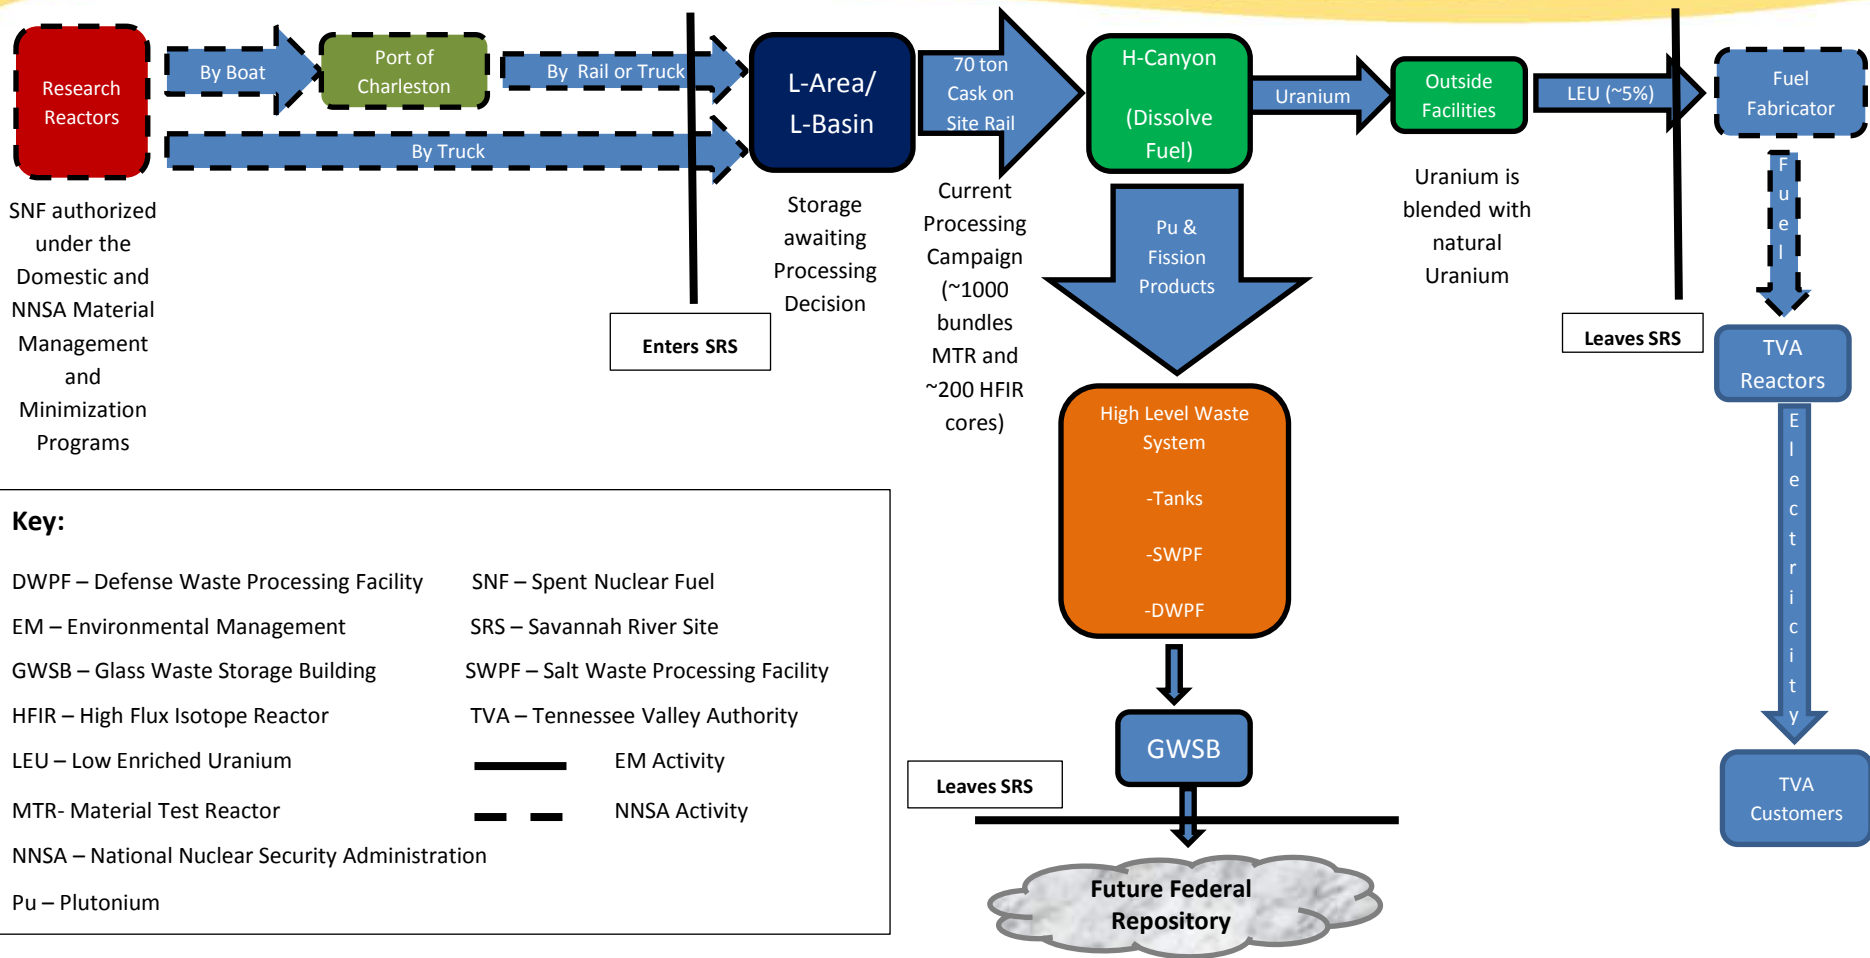 Research
Reactors
By Boat
Port of
Charleston
By Rail or Truck
By Truck
SNF authorized
under the
Domestic and
NNSA Material
Management
and
Minimization
Programs
Enters SRS
L-Area/
L-Basin
Storage
awaiting
Processing
Decision
70 ton
Cask on
Site Rail
Current
Processing
Campaign
(~1000
bundles
MTR and
~200 HFIR
cores)
H-Canyon
(Dissolve
Fuel)
Uranium
Outside
Facilities
Uranium is
blended with
natural
Uranium
LEU (~5%)
Leaves SRS
Fuel
Fabricator
Fuel
TVA
Reactors
Electricity
TVA
Customers
Pu &
Fission
Products
High Level Waste
System
-Tanks
-SWPF
-DWPF
GWSB
Leaves SRS
Future Federal
Repository
Key:
DWPF – Defense Waste Processing Facility
EM – Environmental Management
GWSB – Glass Waste Storage Building
HFIR – High Flux Isotope Reactor
LEU – Low Enriched Uranium
MTR- Material Test Reactor
NNSA – National Nuclear Security Administration
Pu – Plutonium
SNF – Spent Nuclear Fuel
SRS – Savannah River Site
SWPF – Salt Waste Processing Facility
TVA – Tennessee Valley Authority
EM Activity
NNSA Activity